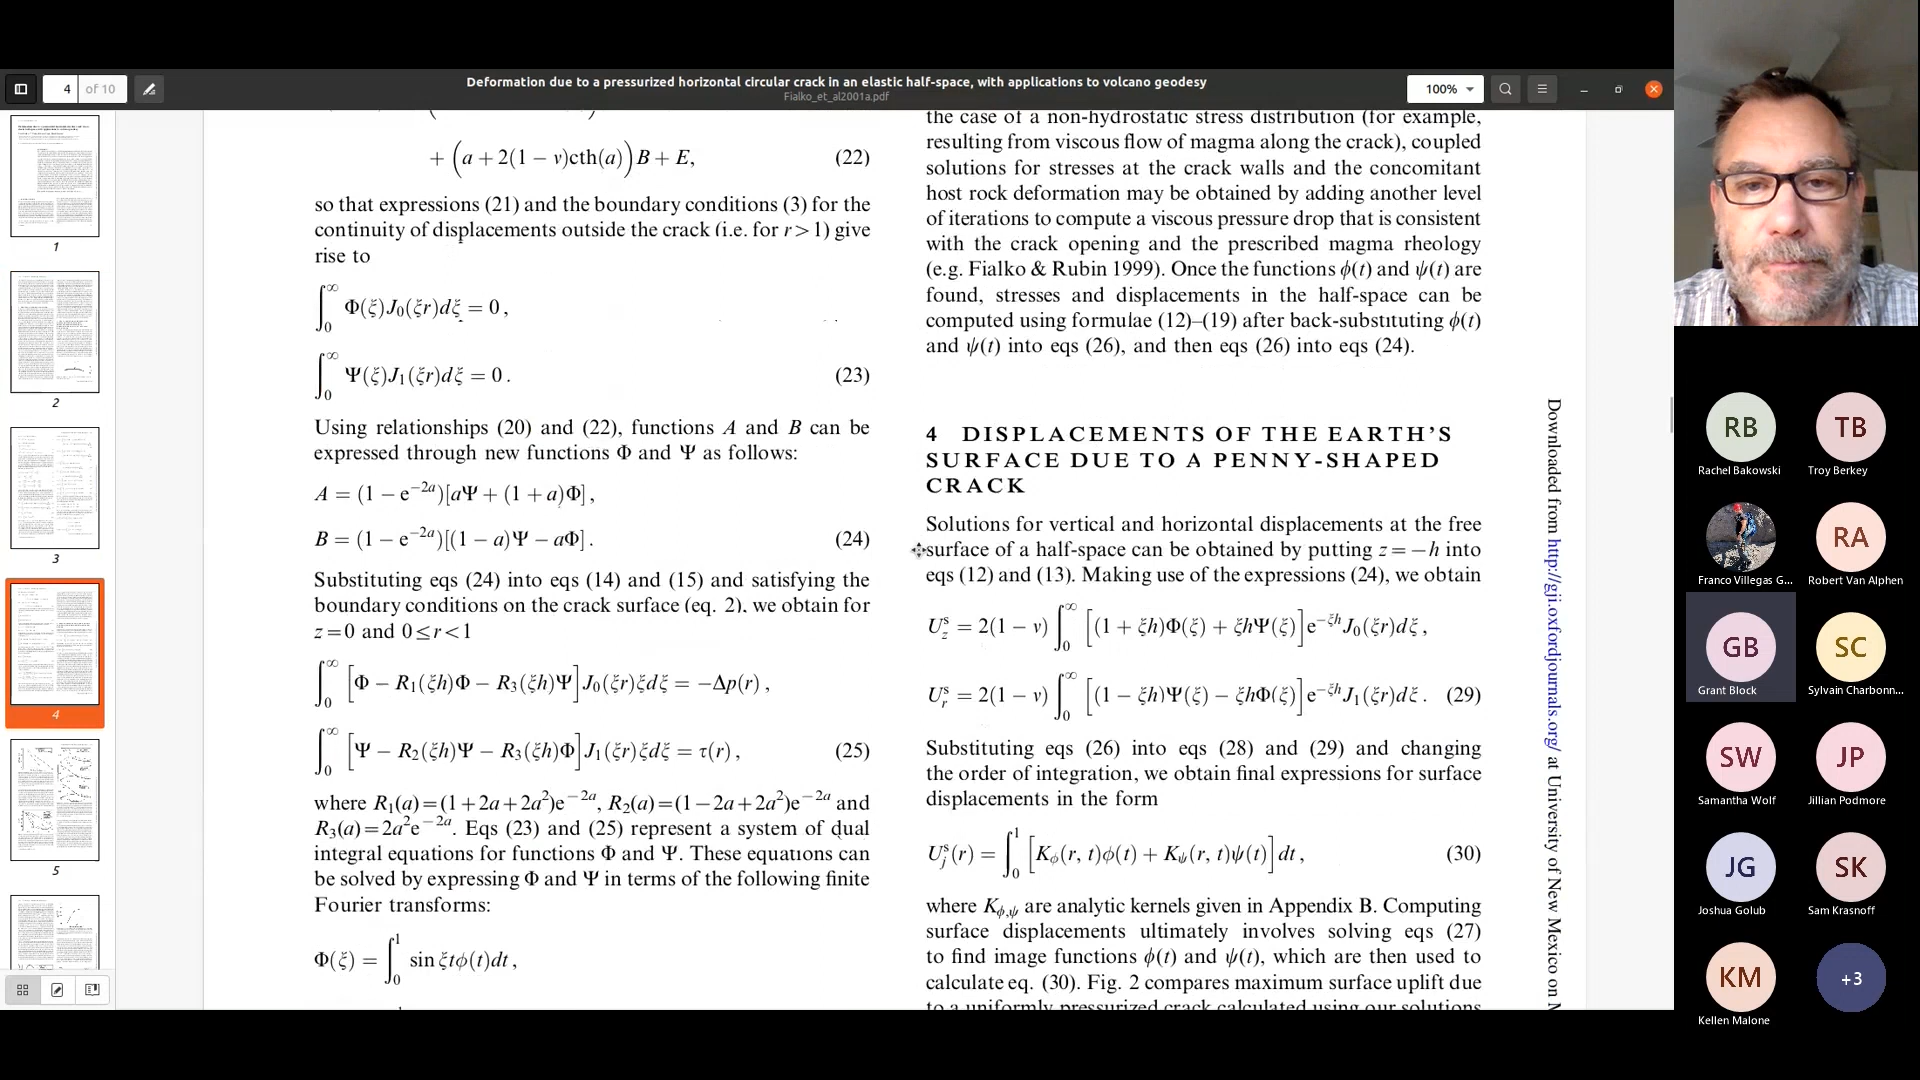 Deformation due to a pressurized horizontal circular crack in an elastic half-space, with applications to volcano geodesy
Fialko_et_al2001a.pdf
4 of 10
100%
1
2
3
4
5
+ (a + 2(1 − ν)cth(a))B + E, (22)
so that expressions (21) and the boundary conditions (3) for the
continuity of displacements outside the crack (i.e. for r > 1) give
rise to
∫₀^∞ Φ(ξ)J₀(ξr)dξ = 0,
∫₀^∞ Ψ(ξ)J₁(ξr)dξ = 0. (23)
Using relationships (20) and (22), functions A and B can be
expressed through new functions Φ and Ψ as follows:
A = (1 − e^−2a)[aΨ + (1 + a)Φ],
B = (1 − e^−2a)[(1 − a)Ψ − aΦ]. (24)
Substituting eqs (24) into eqs (14) and (15) and satisfying the
boundary conditions on the crack surface (eq. 2), we obtain for
z=0 and 0≤r<1
∫₀^∞ [Φ − R₁(ξh)Φ − R₃(ξh)Ψ]J₀(ξr)ξdξ = −Δp(r),
∫₀^∞ [Ψ − R₂(ξh)Ψ − R₃(ξh)Φ]J₁(ξr)ξdξ = τ(r), (25)
where R₁(a)=(1+2a+2a²)e^−2a, R₂(a)=(1−2a+2a²)e^−2a and
R₃(a)=2a²e^−2a. Eqs (23) and (25) represent a system of dual
integral equations for functions Φ and Ψ. These equations can
be solved by expressing Φ and Ψ in terms of the following finite
Fourier transforms:
Φ(ξ) = ∫₀^1 sin ξtϕ(t)dt,
the case of a non-hydrostatic stress distribution (for example,
resulting from viscous flow of magma along the crack), coupled
solutions for stresses at the crack walls and the concomitant
host rock deformation may be obtained by adding another level
of iterations to compute a viscous pressure drop that is consistent
with the crack opening and the prescribed magma rheology
(e.g. Fialko & Rubin 1999). Once the functions ϕ(t) and ψ(t) are
found, stresses and displacements in the half-space can be
computed using formulae (12)–(19) after back-substituting ϕ(t)
and ψ(t) into eqs (26), and then eqs (26) into eqs (24).
4 DISPLACEMENTS OF THE EARTH'S
SURFACE DUE TO A PENNY-SHAPED
CRACK
Solutions for vertical and horizontal displacements at the free
surface of a half-space can be obtained by putting z = −h into
eqs (12) and (13). Making use of the expressions (24), we obtain
U_z^s = 2(1 − ν) ∫₀^∞ [(1 + ξh)Φ(ξ) + ξhΨ(ξ)]e^−ξh J₀(ξr)dξ,
U_r^s = 2(1 − ν) ∫₀^∞ [(1 − ξh)Ψ(ξ) − ξhΦ(ξ)]e^−ξh J₁(ξr)dξ. (29)
Substituting eqs (26) into eqs (28) and (29) and changing
the order of integration, we obtain final expressions for surface
displacements in the form
U_j^s(r) = ∫₀^1 [K_ϕ(r, t)ϕ(t) + K_ψ(r, t)ψ(t)]dt, (30)
where K_ϕ,ψ are analytic kernels given in Appendix B. Computing
surface displacements ultimately involves solving eqs (27)
to find image functions ϕ(t) and ψ(t), which are then used to
calculate eq. (30). Fig. 2 compares maximum surface uplift due
to a uniformly pressurized crack calculated using our solutions
Downloaded from http://gji.oxfordjournals.org/ at University of New Mexico on
RB
Rachel Bakowski
TB
Troy Berkey
Franco Villegas G...
RA
Robert Van Alphen
GB
Grant Block
SC
Sylvain Charbonn...
SW
Samantha Wolf
JP
Jillian Podmore
JG
Joshua Golub
SK
Sam Krasnoff
KM
Kellen Malone
+3